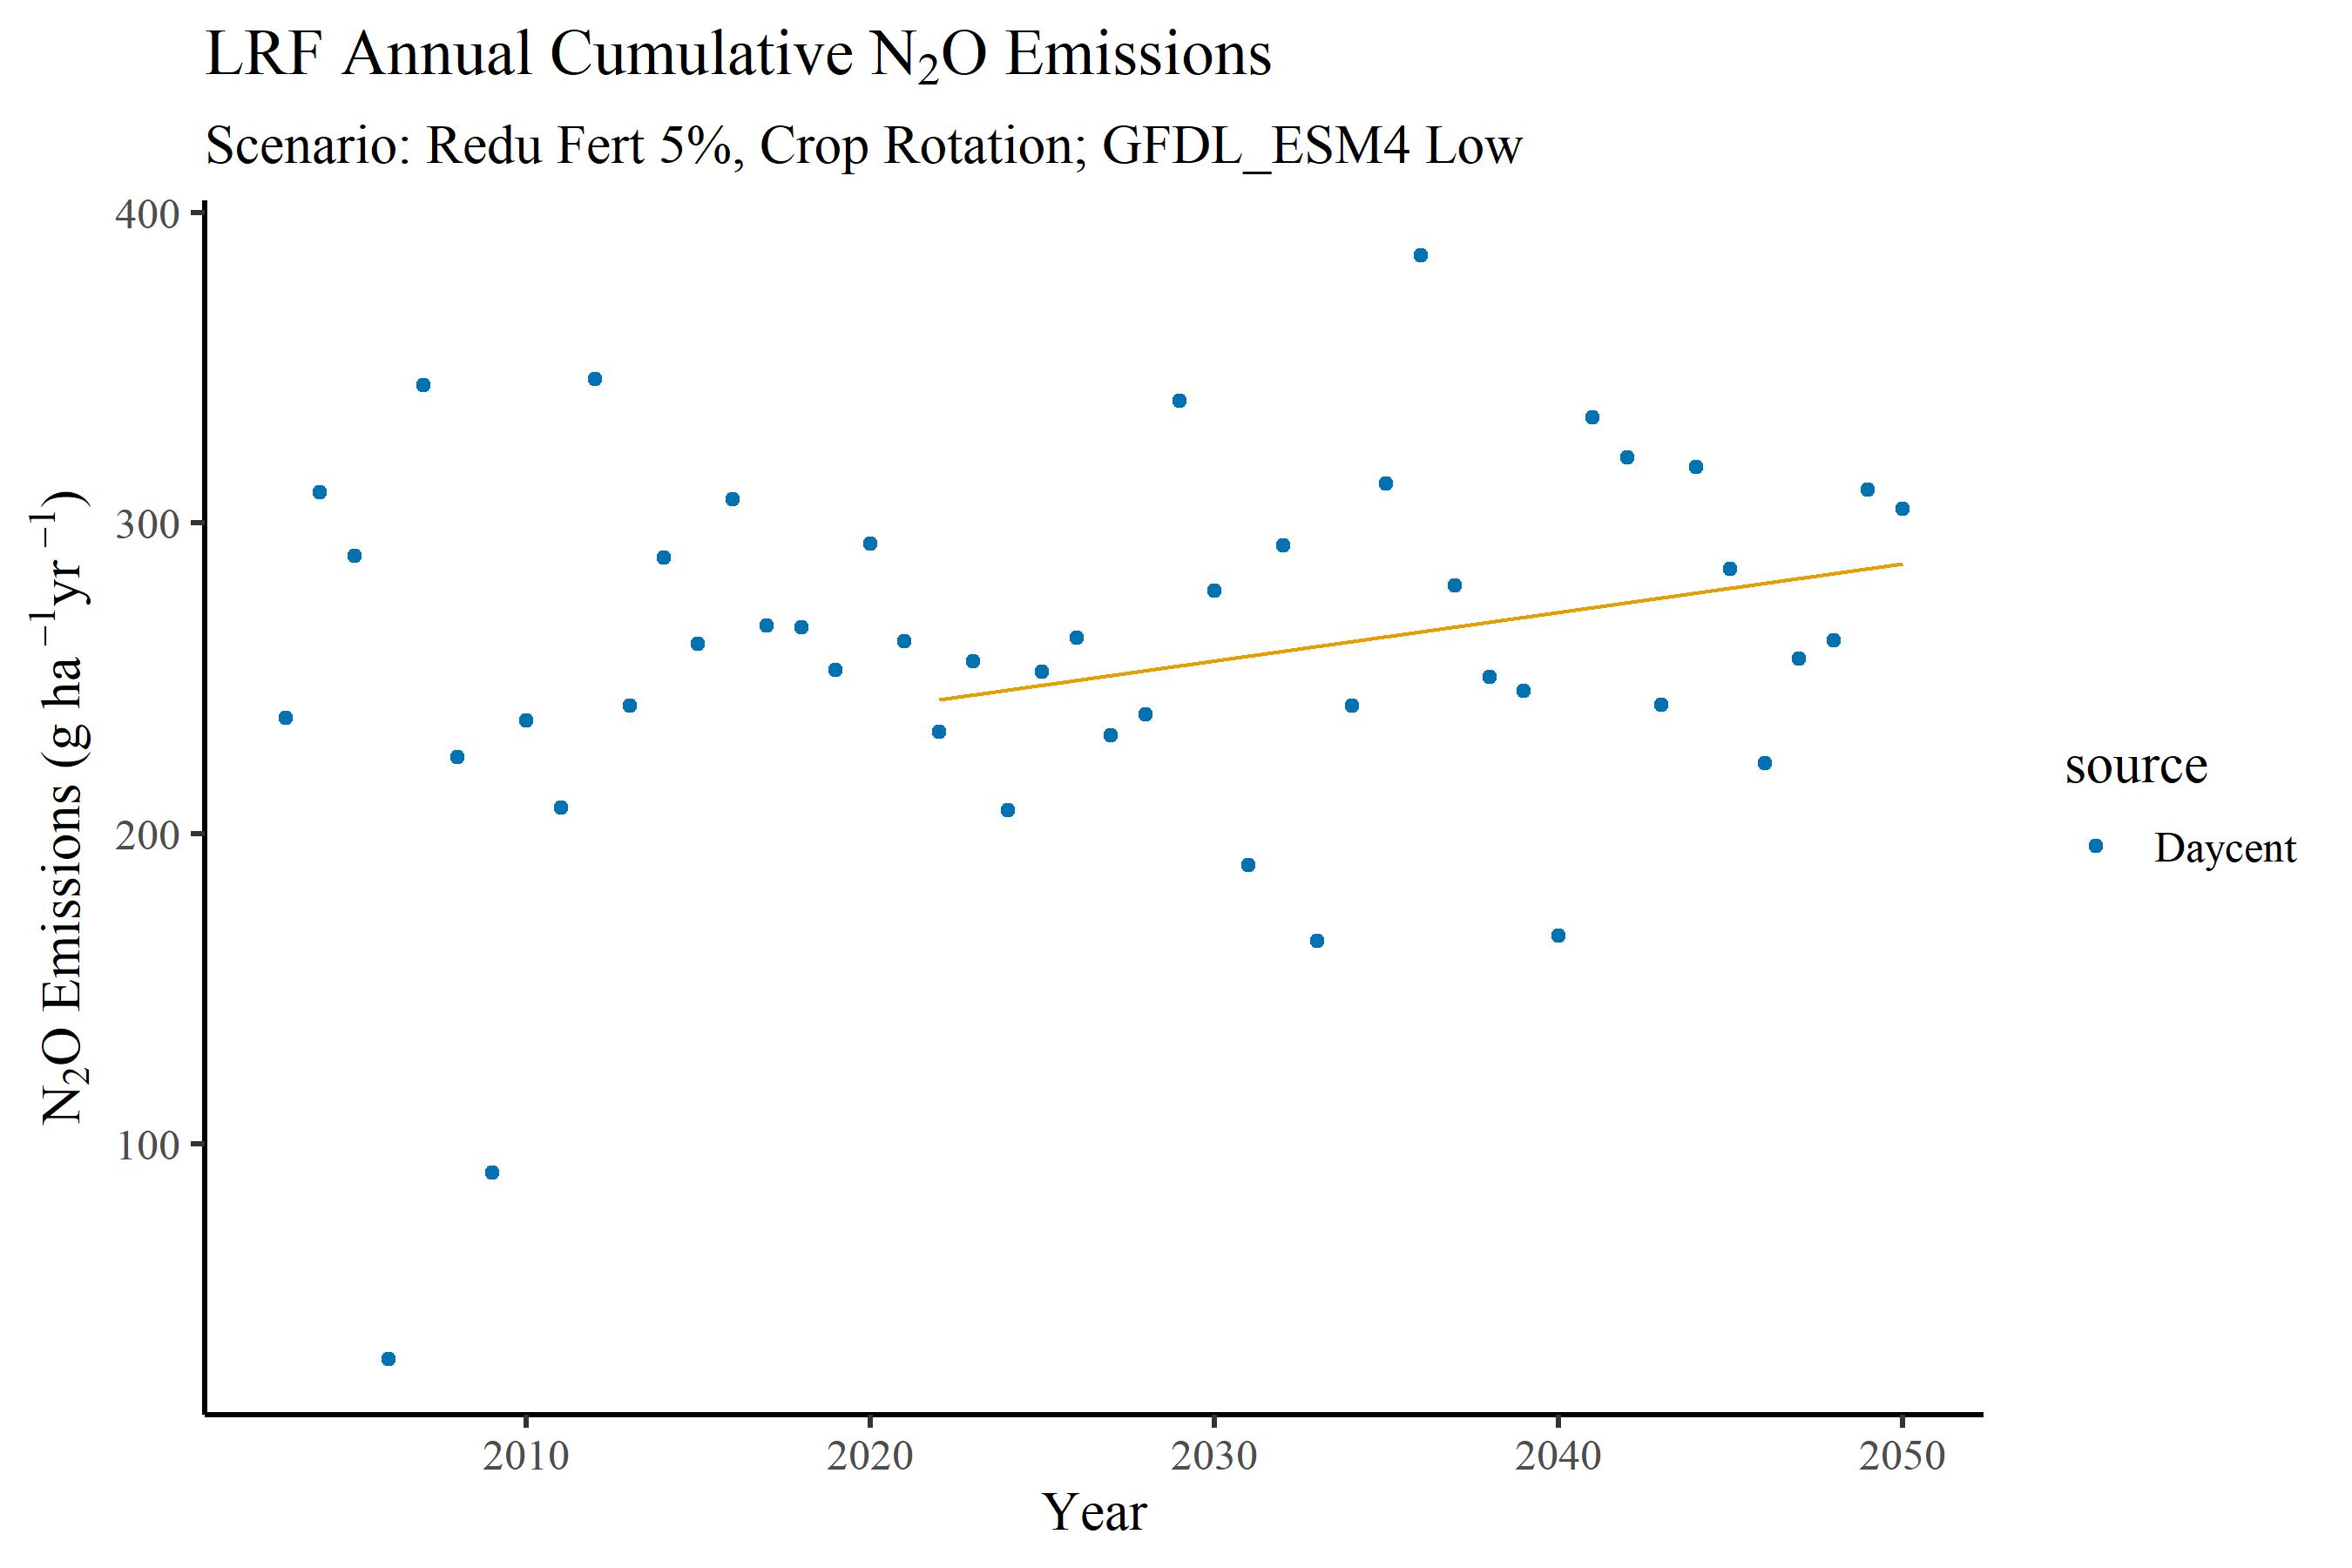 LRF Annual Cumulative N₂O Emissions
Scenario: Redu Fert 5%, Crop Rotation; GFDL_ESM4 Low
N₂O Emissions (g ha ⁻¹yr ⁻¹)
400
300
200
100
source
Daycent
2010 2020 2030 2040 2050
Year